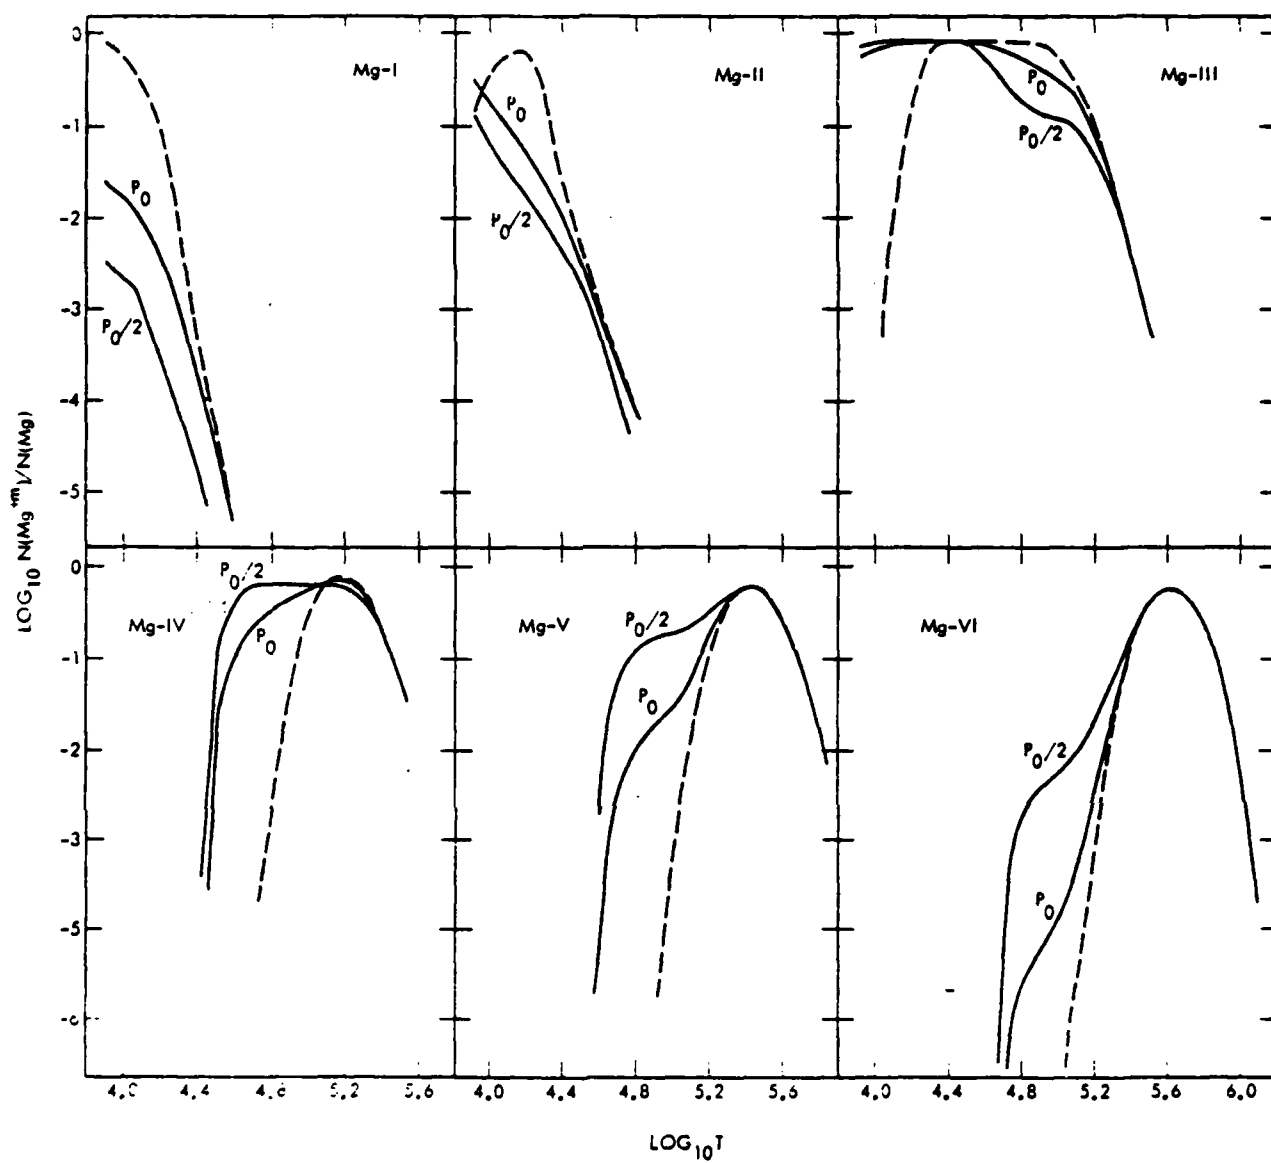 0
-1
-2
-3
-4
-5
Mg-I
P0
P0/2
Mg-II
P0
P0/2
Mg-III
P0
P0/2
LOG10 N(Mg+m)/N(Mg)
0
-1
-2
-3
-4
-5
Mg-IV
P0/2
P0
Mg-V
P0/2
P0
Mg-VI
P0/2
P0
4.4 5.2 5.6
4.0 4.4 4.8 5.2 5.6
4.0 4.4 4.8 5.2 5.6 6.0
LOG10T